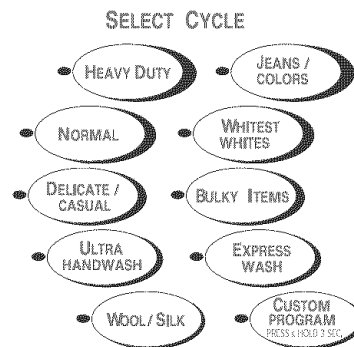 SELECT CYCLE
HEAVY DUTY
JEANS /
COLORS
NORMAL
WHITEST
WHITES
DELICATE /
CASUAL
BULKY ITEMS
ULTRA
HANDWASH
EXPRESS
WASH
WOOL / SILK
CUSTOM
PROGRAM
PRESS & HOLD 3 SEC.